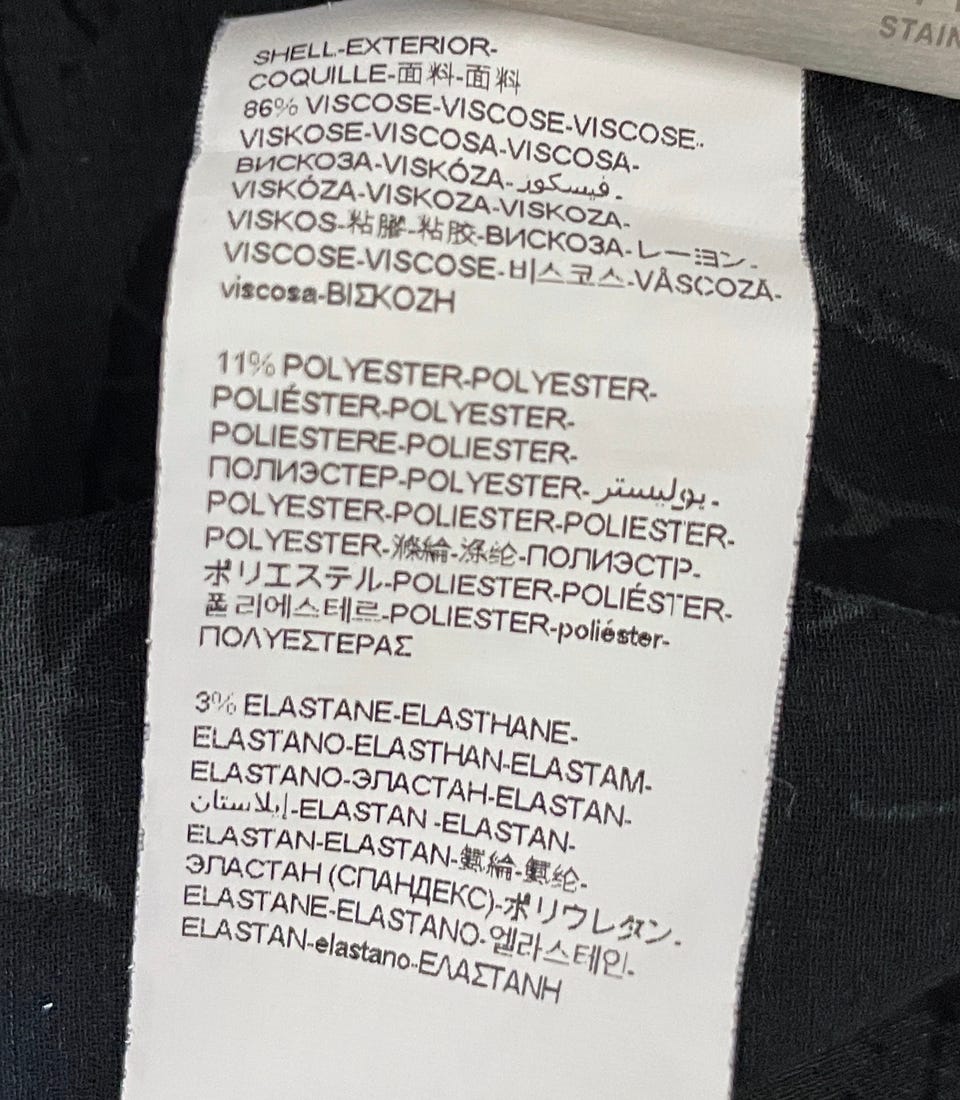 STAIN
SHELL-EXTERIOR-
COQUILLE-面料-面料
86% VISCOSE-VISCOSE-VISCOSE-
VISKOSE-VISCOSA-VISCOSA-
ВИСКОЗА-VISKÓZA-فيسكوز-
VISKÓZA-VISKOZA-VISKOZA-
VISKOS-粘膠-粘胶-ВИСКОЗА-レーヨン-
VISCOSE-VISCOSE-비스코스-VÂSCOZÃ-
viscosa-ΒΙΣΚΟΖΗ
11% POLYESTER-POLYESTER-
POLIÉSTER-POLYESTER-
POLIESTERE-POLIESTER-
ПОЛИЭСТЕР-POLYESTER-بوليستر-
POLYESTER-POLIESTER-POLIESTER-
POLYESTER-滌綸-涤纶-ПОЛИЭСТР-
ポリエステル-POLIESTER-POLIÉSTER-
폴리에스테르-POLIESTER-poliéster-
ΠΟΛΥΕΣΤΕΡΑΣ
3% ELASTANE-ELASTHANE-
ELASTANO-ELASTHAN-ELASTAM-
ELASTANO-ЭЛАСТАН-ELASTAN-
إيلاستان-ELASTAN -ELASTAN-
ELASTAN-ELASTAN-氨綸-氨纶-
ЭЛАСТАН (СПАНДЕКС)-ポリウレタン-
ELASTANE-ELASTANO-엘라스테인-
ELASTAN-elastano-ΕΛΑΣΤΑΝΗ